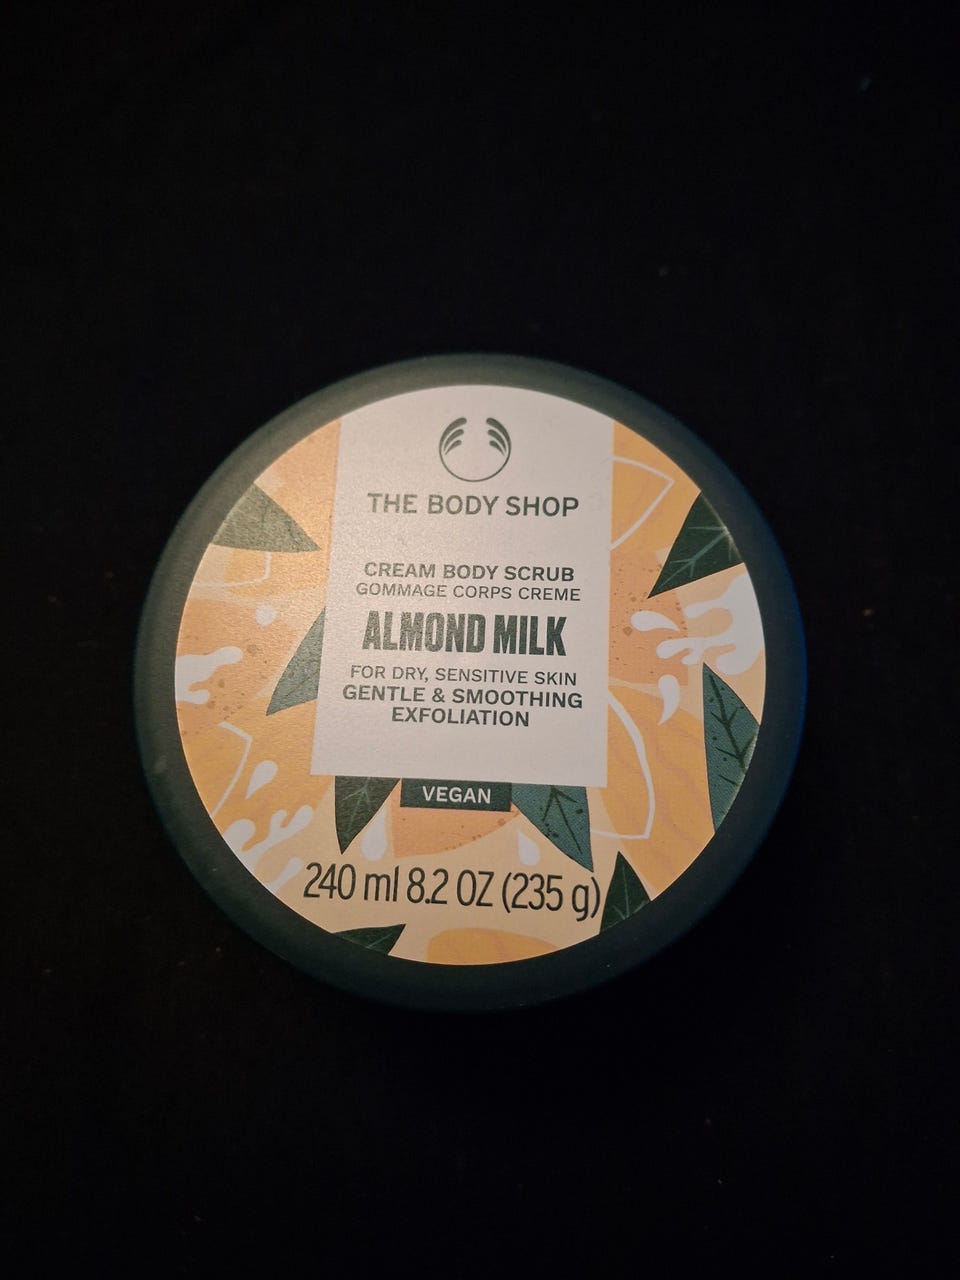 THE BODY SHOP
CREAM BODY SCRUB
GOMMAGE CORPS CREME
ALMOND MILK
FOR DRY, SENSITIVE SKIN
GENTLE & SMOOTHING
EXFOLIATION
VEGAN
240 ml 8.2 OZ (235 g)